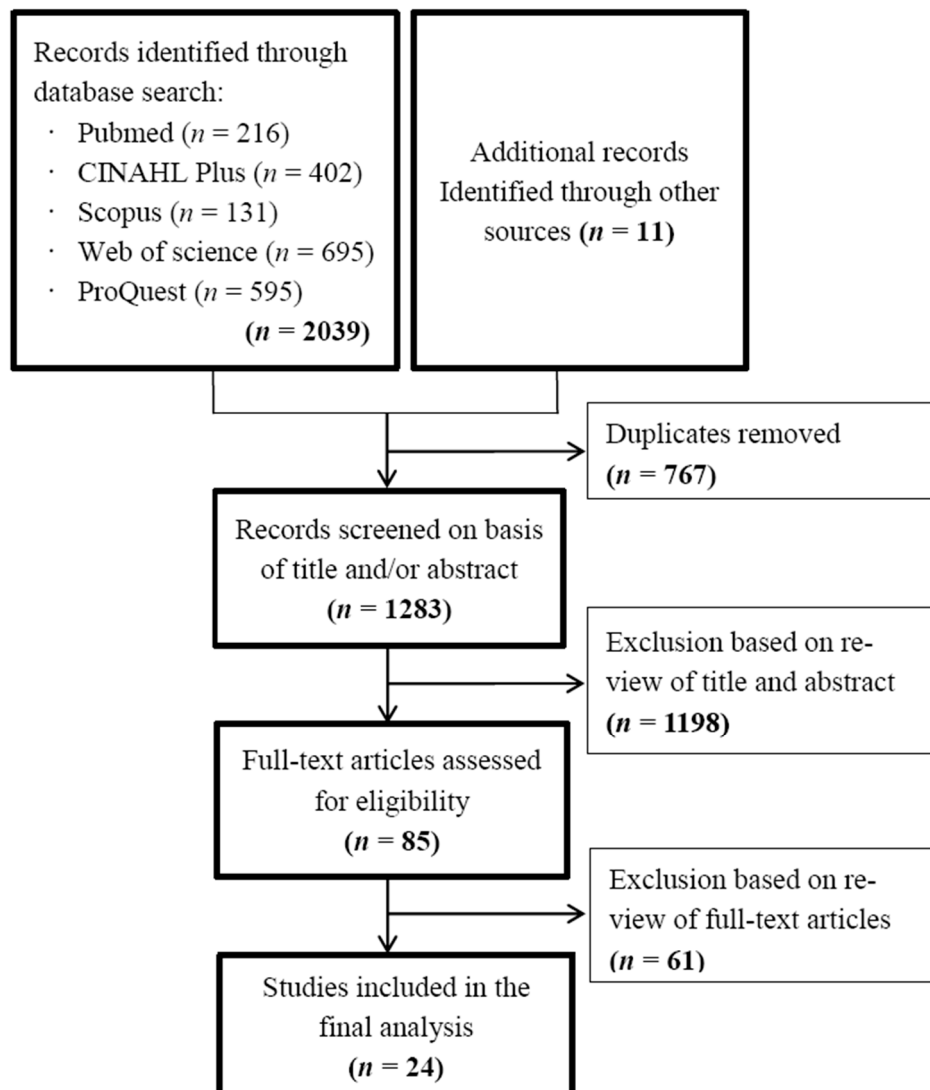 Records identified through
database search:
· Pubmed (n = 216)
· CINAHL Plus (n = 402)
· Scopus (n = 131)
· Web of science (n = 695)
· ProQuest (n = 595)
(n = 2039)
Additional records
Identified through other
sources (n = 11)
Duplicates removed
(n = 767)
Records screened on basis
of title and/or abstract
(n = 1283)
Exclusion based on re-
view of title and abstract
(n = 1198)
Full-text articles assessed
for eligibility
(n = 85)
Exclusion based on re-
view of full-text articles
(n = 61)
Studies included in the
final analysis
(n = 24)